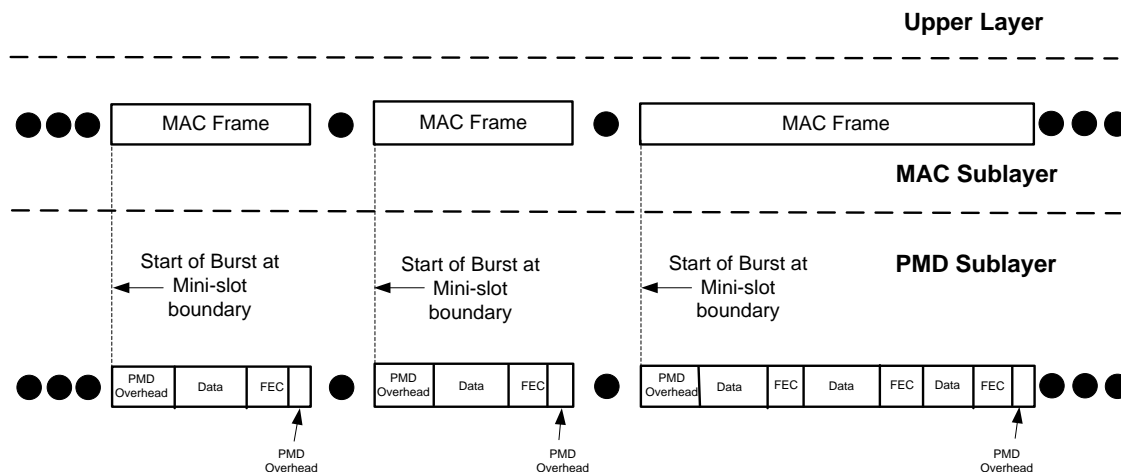 Upper Layer
MAC Frame
MAC Frame
MAC Frame
MAC Sublayer
PMD Sublayer
Start of Burst at
Mini-slot
boundary
Start of Burst at
Mini-slot
boundary
Start of Burst at
Mini-slot
boundary
PMD
Overhead
Data
FEC
PMD
Overhead
Data
FEC
PMD
Overhead
Data
FEC
Data
FEC
Data
FEC
PMD
Overhead
PMD
Overhead
PMD
Overhead